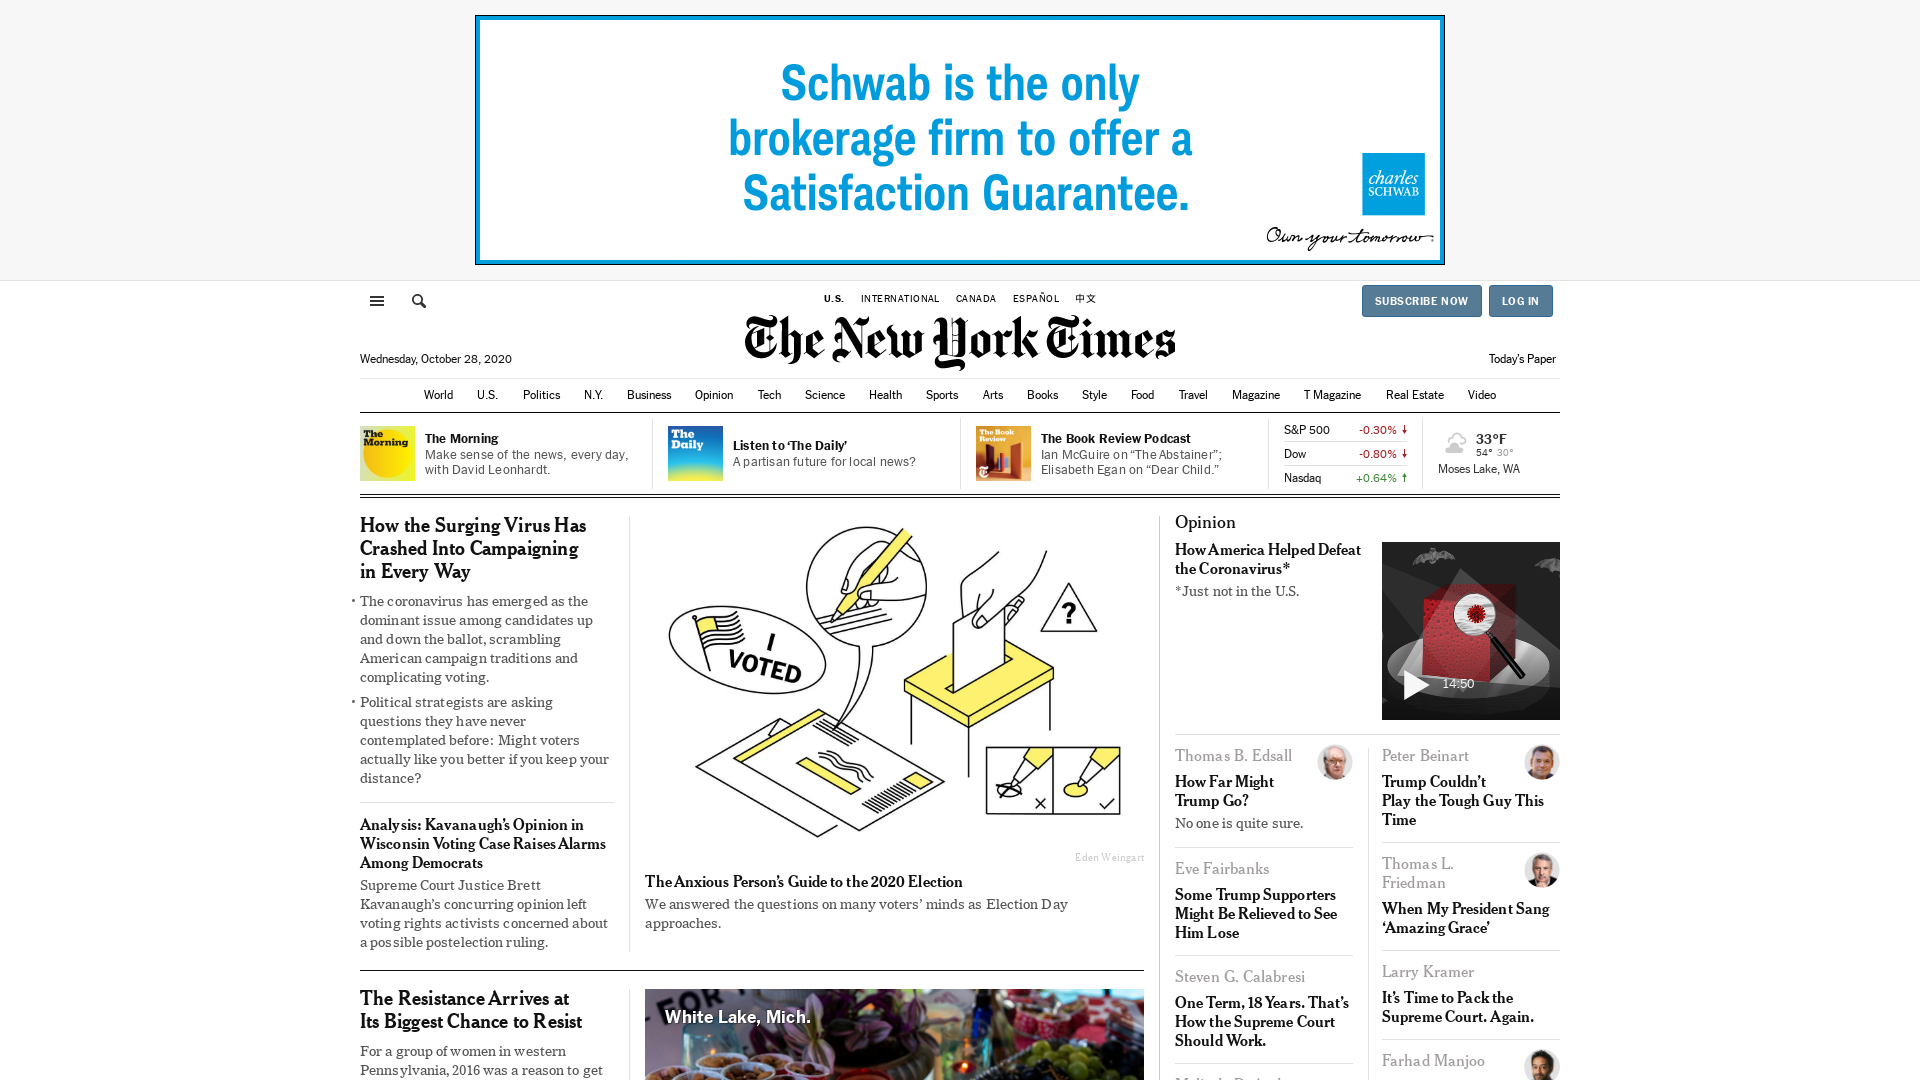 Schwab is the only
brokerage firm to offer a
Satisfaction Guarantee.
charles
SCHWAB
Own your tomorrow
U.S. INTERNATIONAL CANADA ESPAÑOL 中文
SUBSCRIBE NOW LOG IN
The New York Times
Wednesday, October 28, 2020
Today's Paper
World U.S. Politics N.Y. Business Opinion Tech Science Health Sports Arts Books Style Food Travel Magazine T Magazine Real Estate Video
The Morning
The Morning
Make sense of the news, every day,
with David Leonhardt.
The Daily
Listen to ‘The Daily’
A partisan future for local news?
The Book Review
The Book Review Podcast
Ian McGuire on “The Abstainer”;
Elisabeth Egan on “Dear Child.”
S&P 500 -0.30%
Dow -0.80%
Nasdaq +0.64%
33°F
54° 30°
Moses Lake, WA
How the Surging Virus Has
Crashed Into Campaigning
in Every Way
• The coronavirus has emerged as the
dominant issue among candidates up
and down the ballot, scrambling
American campaign traditions and
complicating voting.
• Political strategists are asking
questions they have never
contemplated before: Might voters
actually like you better if you keep your
distance?
Analysis: Kavanaugh’s Opinion in
Wisconsin Voting Case Raises Alarms
Among Democrats
Supreme Court Justice Brett
Kavanaugh’s concurring opinion left
voting rights activists concerned about
a possible postelection ruling.
I
VOTED
?
Eden Weingart
The Anxious Person’s Guide to the 2020 Election
We answered the questions on many voters’ minds as Election Day
approaches.
The Resistance Arrives at
Its Biggest Chance to Resist
For a group of women in western
Pennsylvania, 2016 was a reason to get
FOR
White Lake, Mich.
Opinion
How America Helped Defeat
the Coronavirus*
*Just not in the U.S.
14:50
Thomas B. Edsall
How Far Might
Trump Go?
No one is quite sure.
Eve Fairbanks
Some Trump Supporters
Might Be Relieved to See
Him Lose
Steven G. Calabresi
One Term, 18 Years. That’s
How the Supreme Court
Should Work.
Peter Beinart
Trump Couldn’t
Play the Tough Guy This
Time
Thomas L.
Friedman
When My President Sang
‘Amazing Grace’
Larry Kramer
It’s Time to Pack the
Supreme Court. Again.
Farhad Manjoo